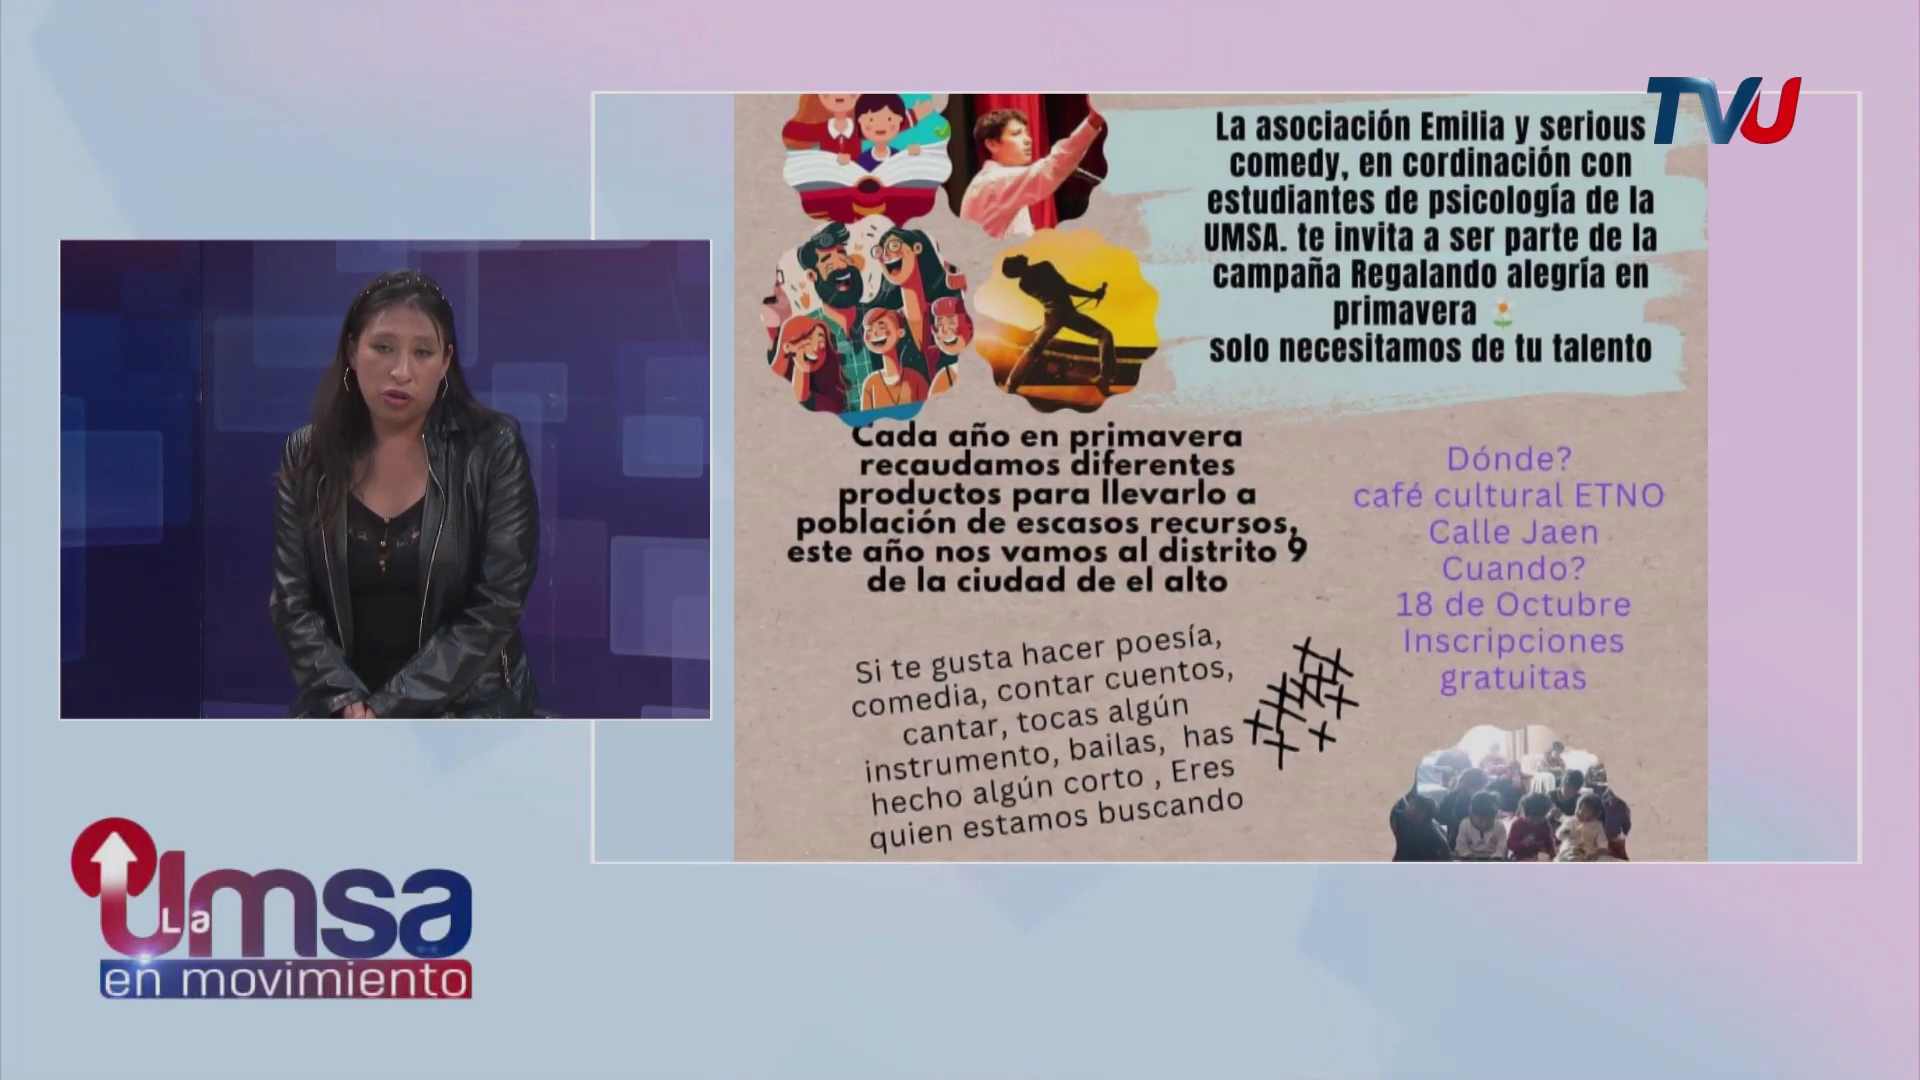 TVU
La asociación Emilia y serious
comedy, en cordinación con
estudiantes de psicología de la
UMSA. te invita a ser parte de la
campaña Regalando alegría en
primavera
solo necesitamos de tu talento
Cada año en primavera
recaudamos diferentes
productos para llevarlo a
población de escasos recursos,
este año nos vamos al distrito 9
de la ciudad de el alto
Dónde?
café cultural ETNO
Calle Jaen
Cuando?
18 de Octubre
Inscripciones
gratuitas
Si te gusta hacer poesía,
comedia, contar cuentos,
cantar, tocas algún
instrumento, bailas, has
hecho algún corto , Eres
quien estamos buscando
La Umsa
en movimiento